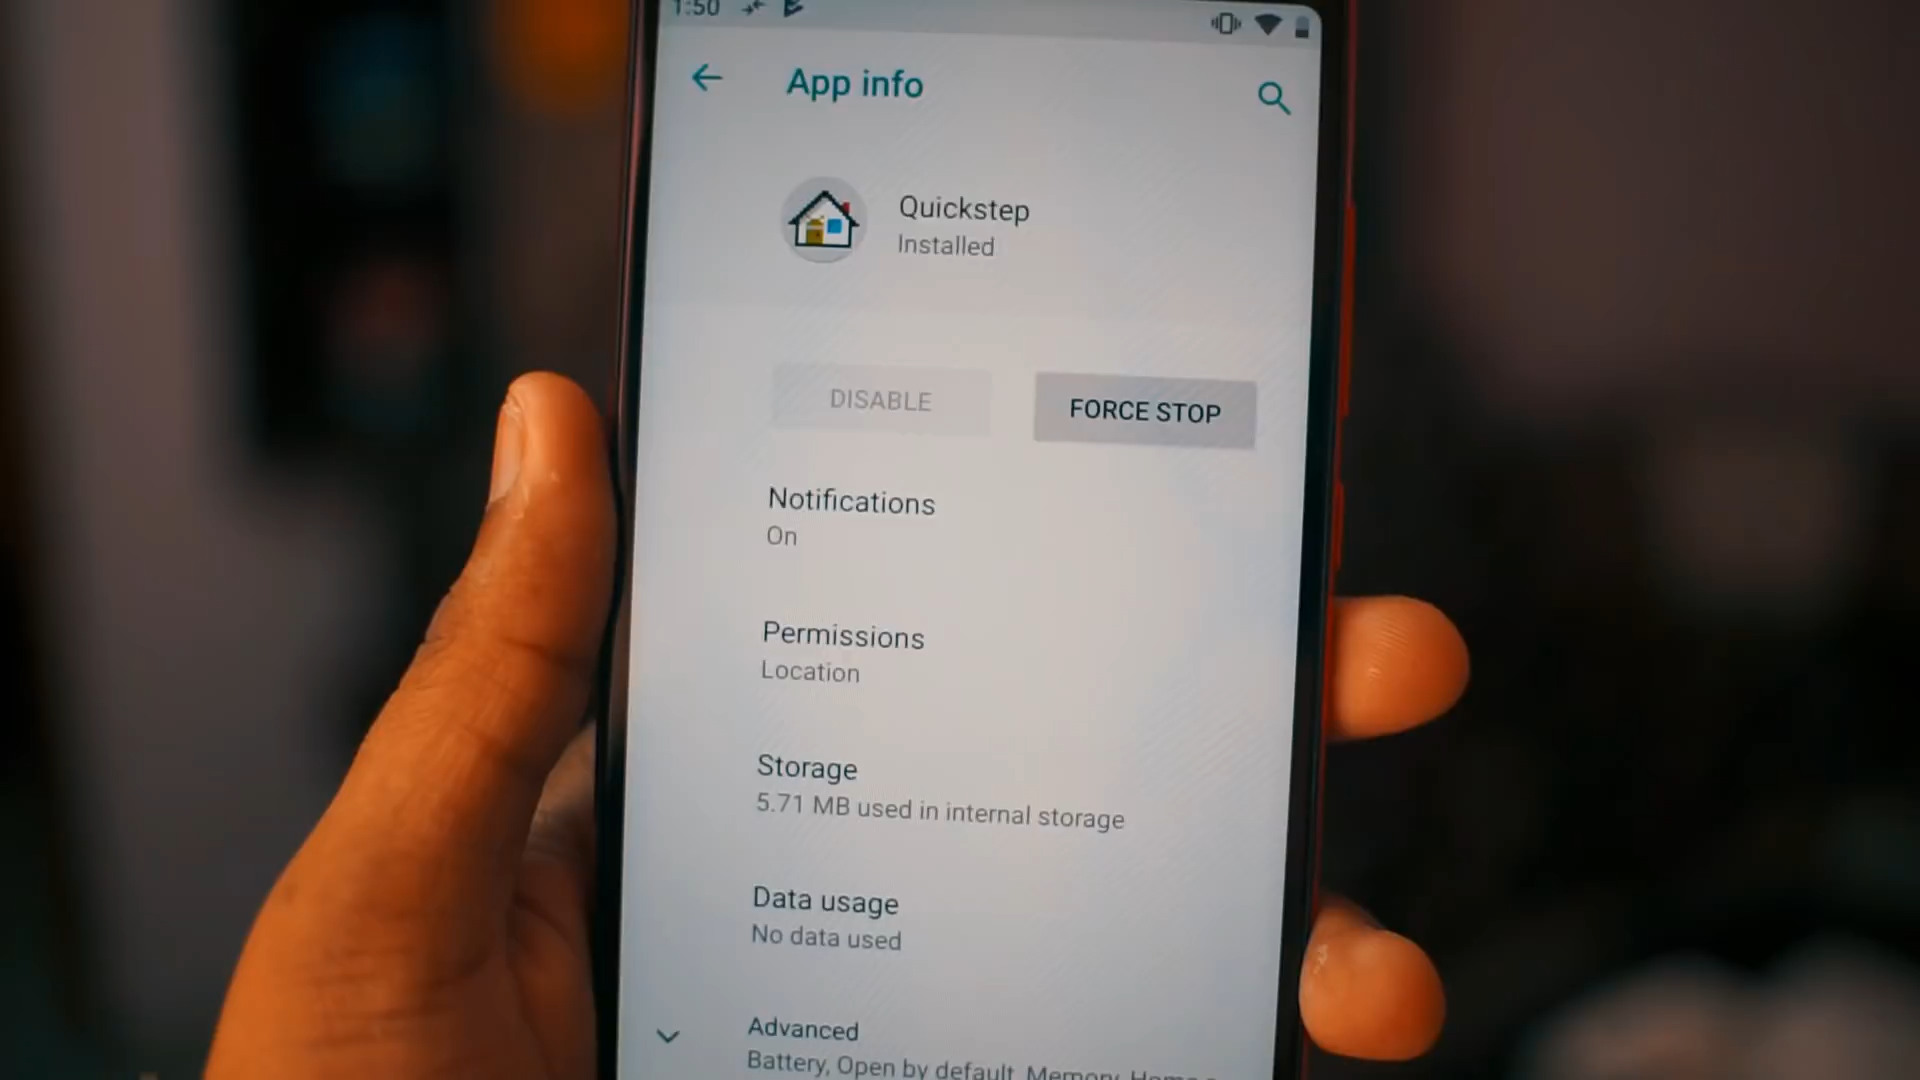 1:50
App info
Quickstep
Installed
DISABLE
FORCE STOP
Notifications
On
Permissions
Location
Storage
5.71 MB used in internal storage
Data usage
No data used
Advanced
Battery, Open by default, Memory, Home